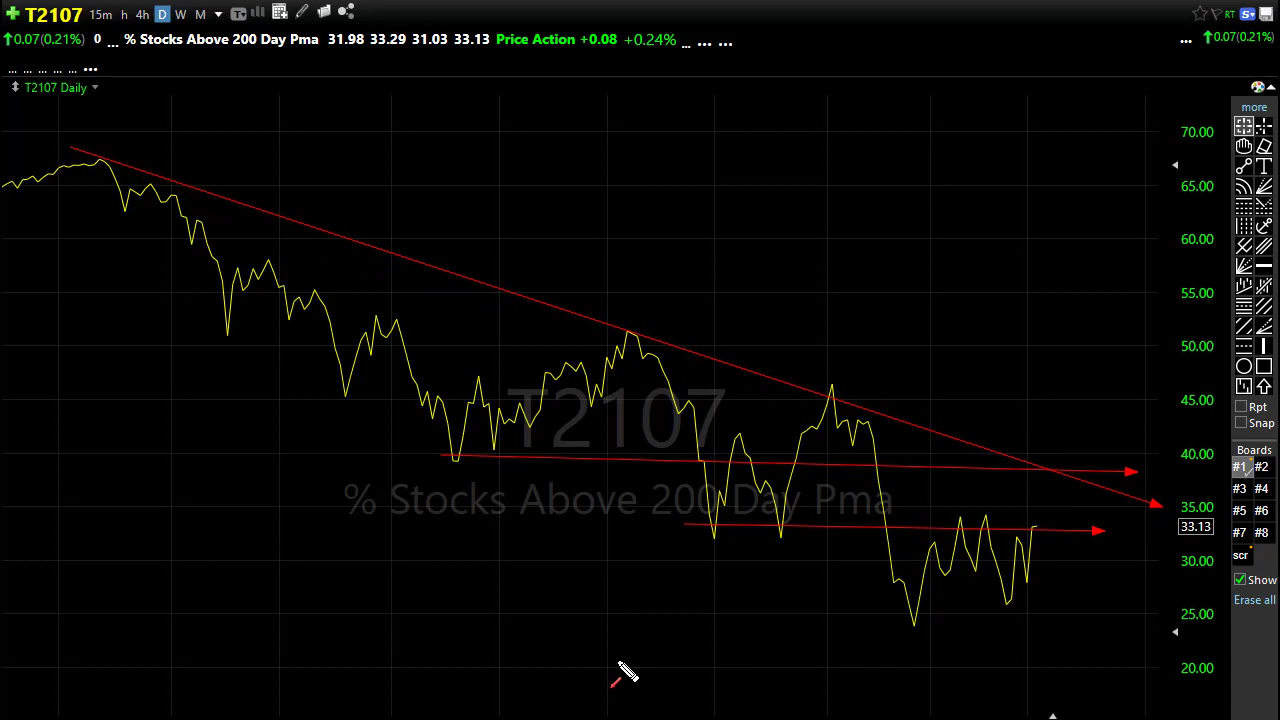 T2107 15m h 4h D W M RT S
0.07(0.21%) 0 ... % Stocks Above 200 Day Pma 31.98 33.29 31.03 33.13 Price Action +0.08 +0.24% ... ... ... ... 0.07(0.21%)
... ... ... ... ... ...
T2107 Daily
more
70.00
65.00
60.00
55.00
50.00
45.00
40.00
35.00
33.13
30.00
25.00
20.00
T2107
% Stocks Above 200 Day Pma
T
Rpt
Snap
Boards
#1 #2
#3 #4
#5 #6
#7 #8
scr
Show
Erase all